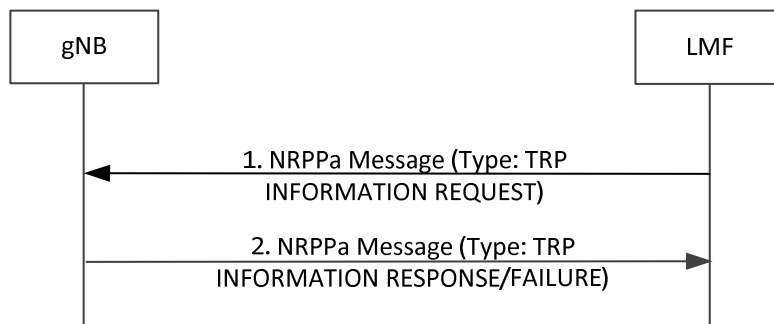 gNB
LMF
1. NRPPa Message (Type: TRP
INFORMATION REQUEST)
2. NRPPa Message (Type: TRP
INFORMATION RESPONSE/FAILURE)